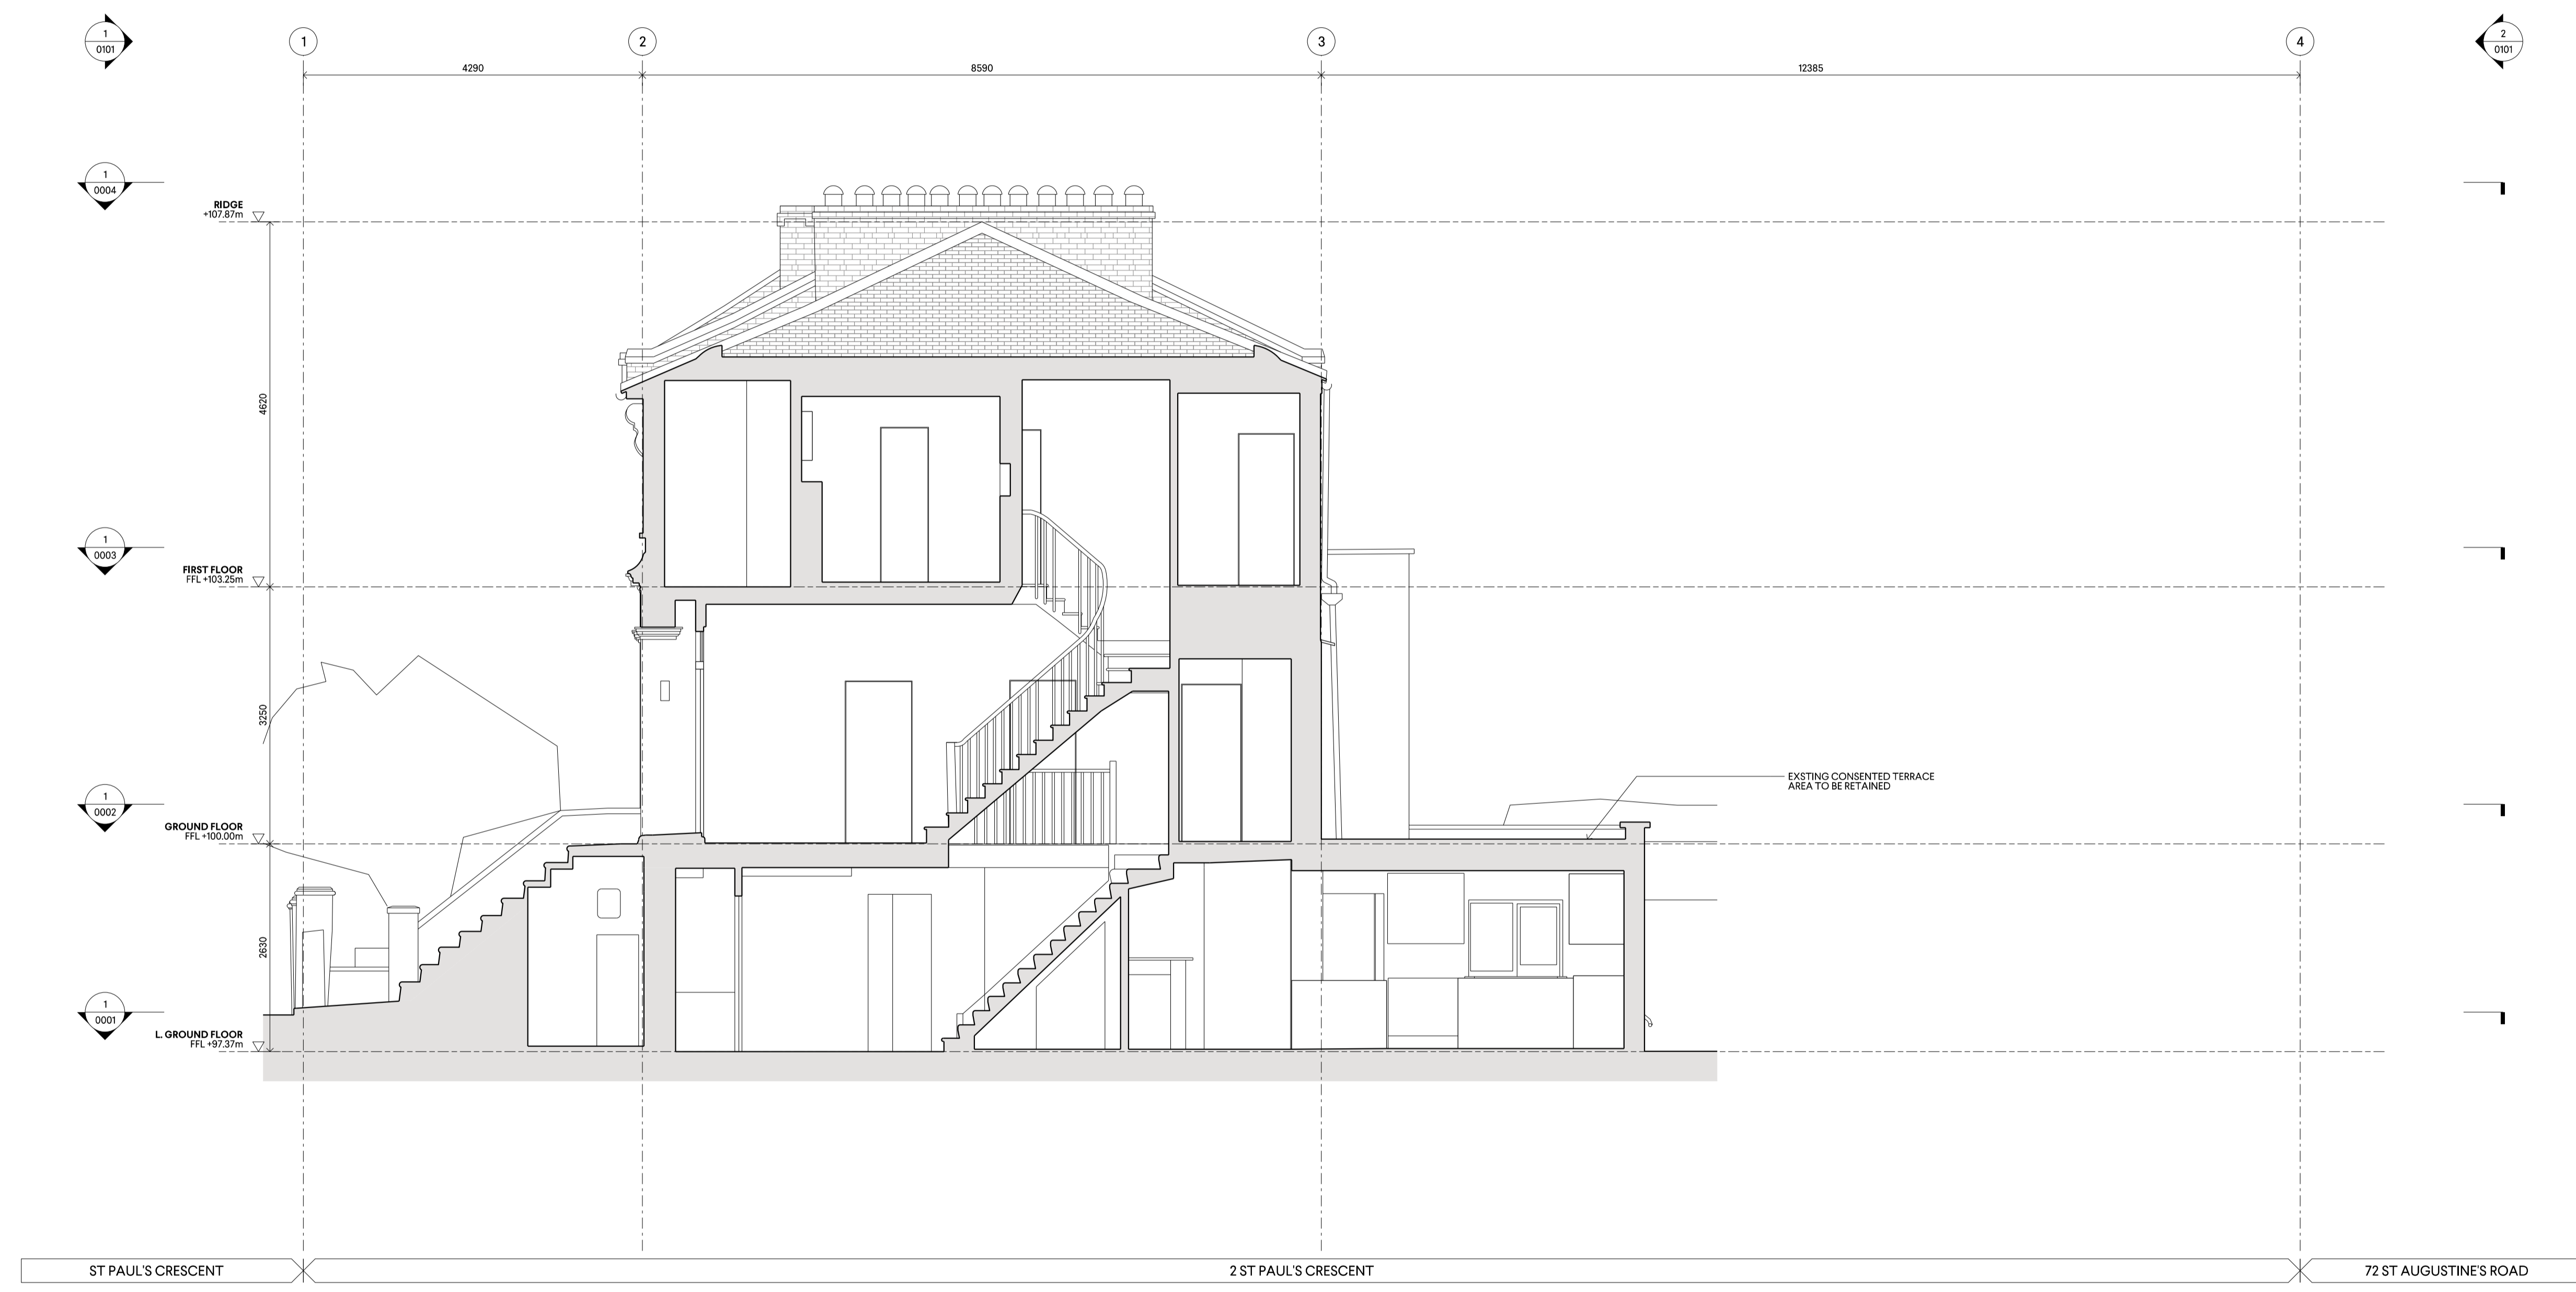 1
0101
1
2
3
4
2
0101
4290
8590
12385
1
0004
RIDGE
+107.87m
4620
1
0003
FIRST FLOOR
FFL +103.25m
3250
EXSTING CONSENTED TERRACE
AREA TO BE RETAINED
1
0002
GROUND FLOOR
FFL +100.00m
2630
1
0001
L. GROUND FLOOR
FFL +97.37m
ST PAUL'S CRESCENT
2 ST PAUL'S CRESCENT
72 ST AUGUSTINE'S ROAD